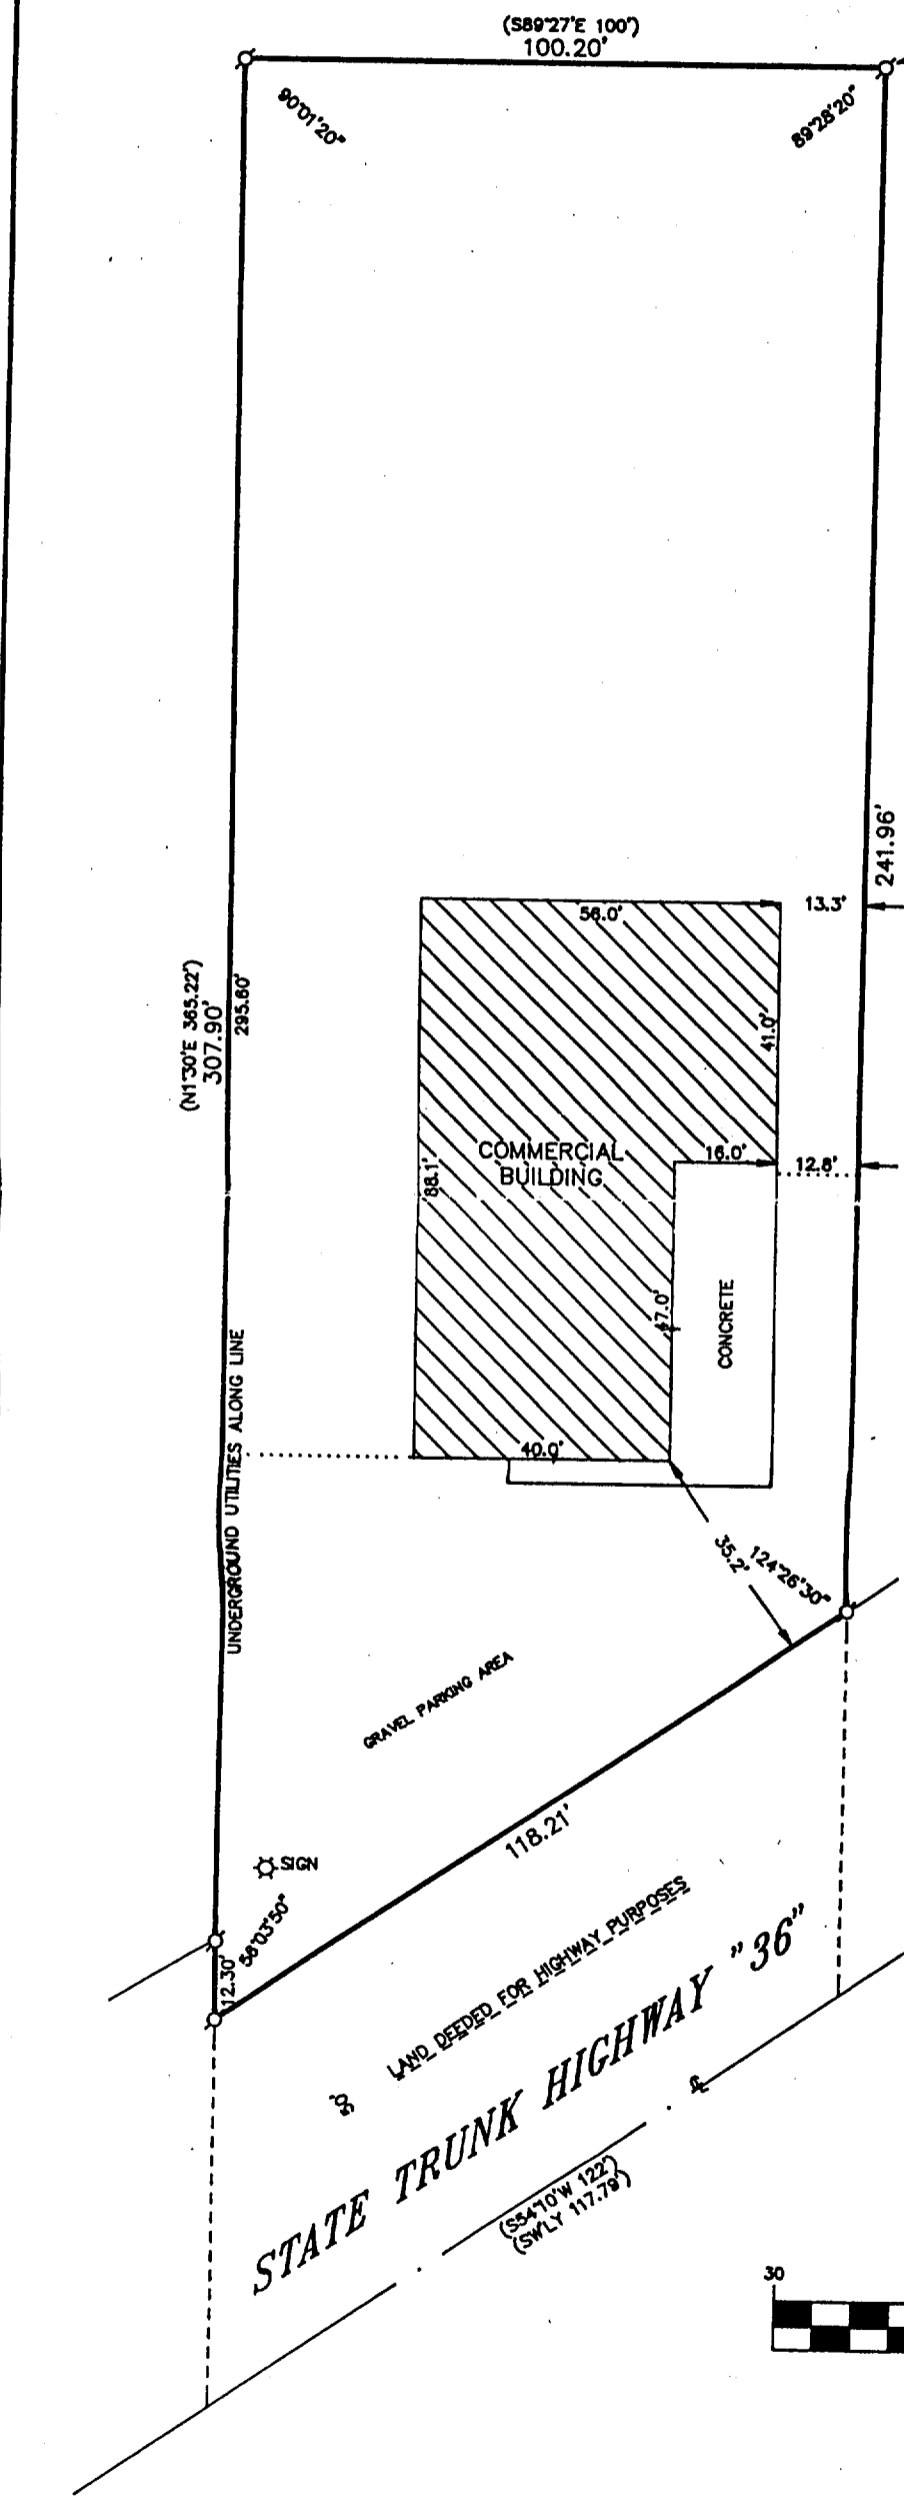 (S89°27'E 100')
100.20'
90°01'20"
89°28'20"
241.96'
56.0'
13.3'
(N1°30'E 365.22')
307.90'
295.60'
41.0'
COMMERCIAL
BUILDING
16.0'
12.8'
88.1'
47.0'
CONCRETE
UNDERGROUND UTILITIES ALONG LINE
40.0'
55.2'
124°26'30"
GRAVEL PARKING AREA
118.21'
SIGN
58°03'50"
12.30'
LAND DEEDED FOR HIGHWAY PURPOSES
STATE TRUNK HIGHWAY "36"
(S54°10'W 122')
(SW'LY 117.79')
30